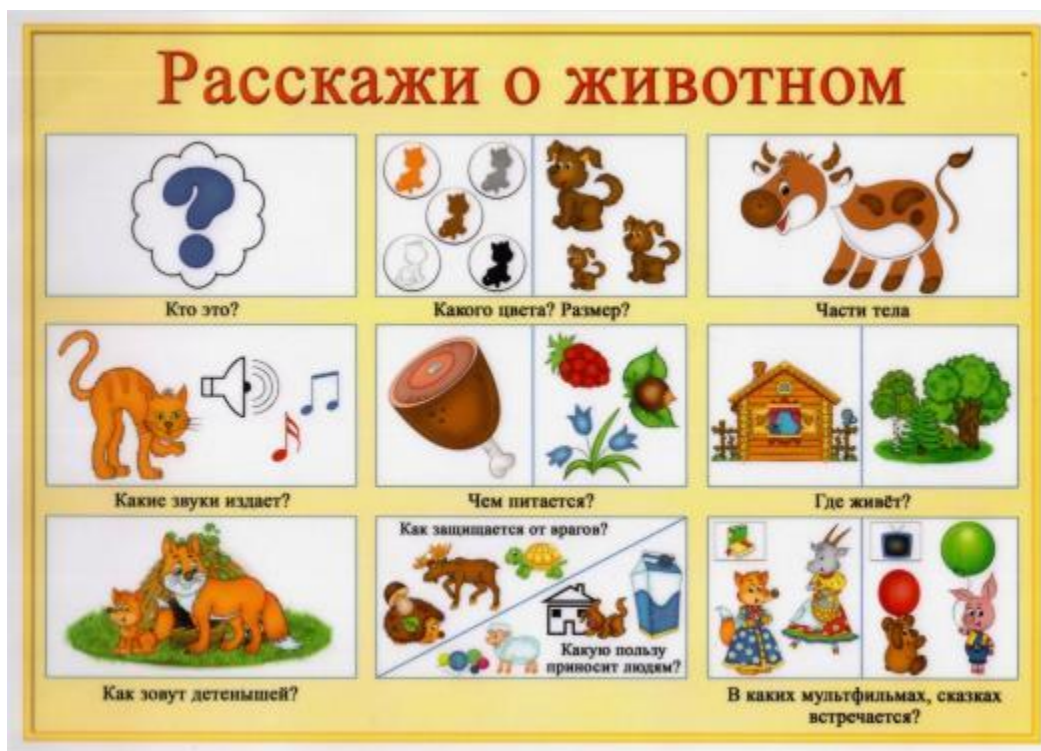 Расскажи о животном
Кто это?
Какого цвета? Размер?
Части тела
Какие звуки издает?
Чем питается?
Где живёт?
Как зовут детенышей?
Как защищается от врагов?
Какую пользу
приносит людям?
В каких мультфильмах, сказках
встречается?